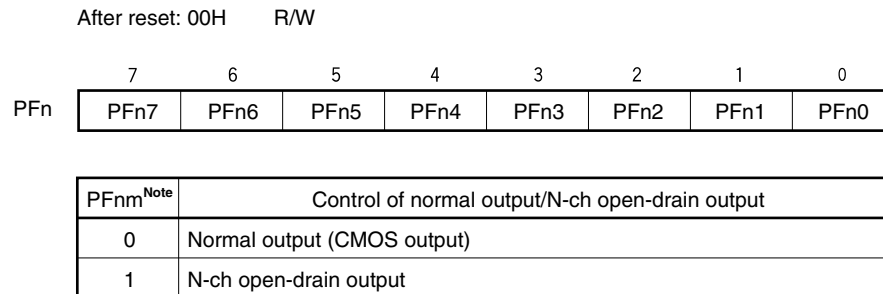 After reset: 00H R/W
7 6 5 4 3 2 1 0
PFn PFn7 PFn6 PFn5 PFn4 PFn3 PFn2 PFn1 PFn0
PFnmNote Control of normal output/N-ch open-drain output
0 Normal output (CMOS output)
1 N-ch open-drain output